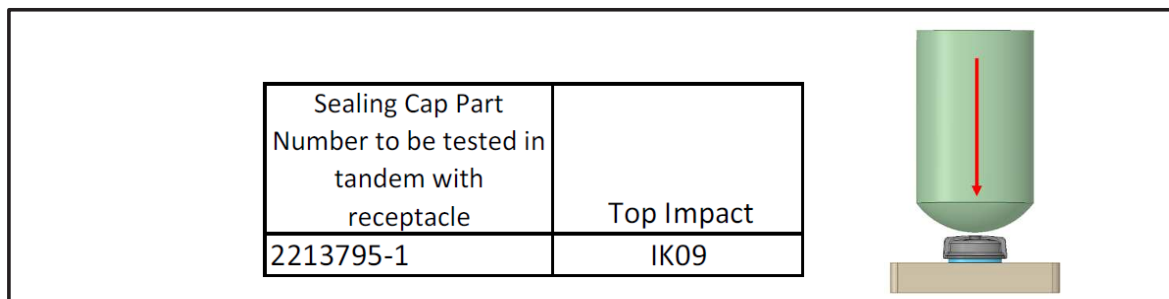 Sealing Cap Part
Number to be tested in
tandem with
receptacle
Top Impact
2213795-1
IK09